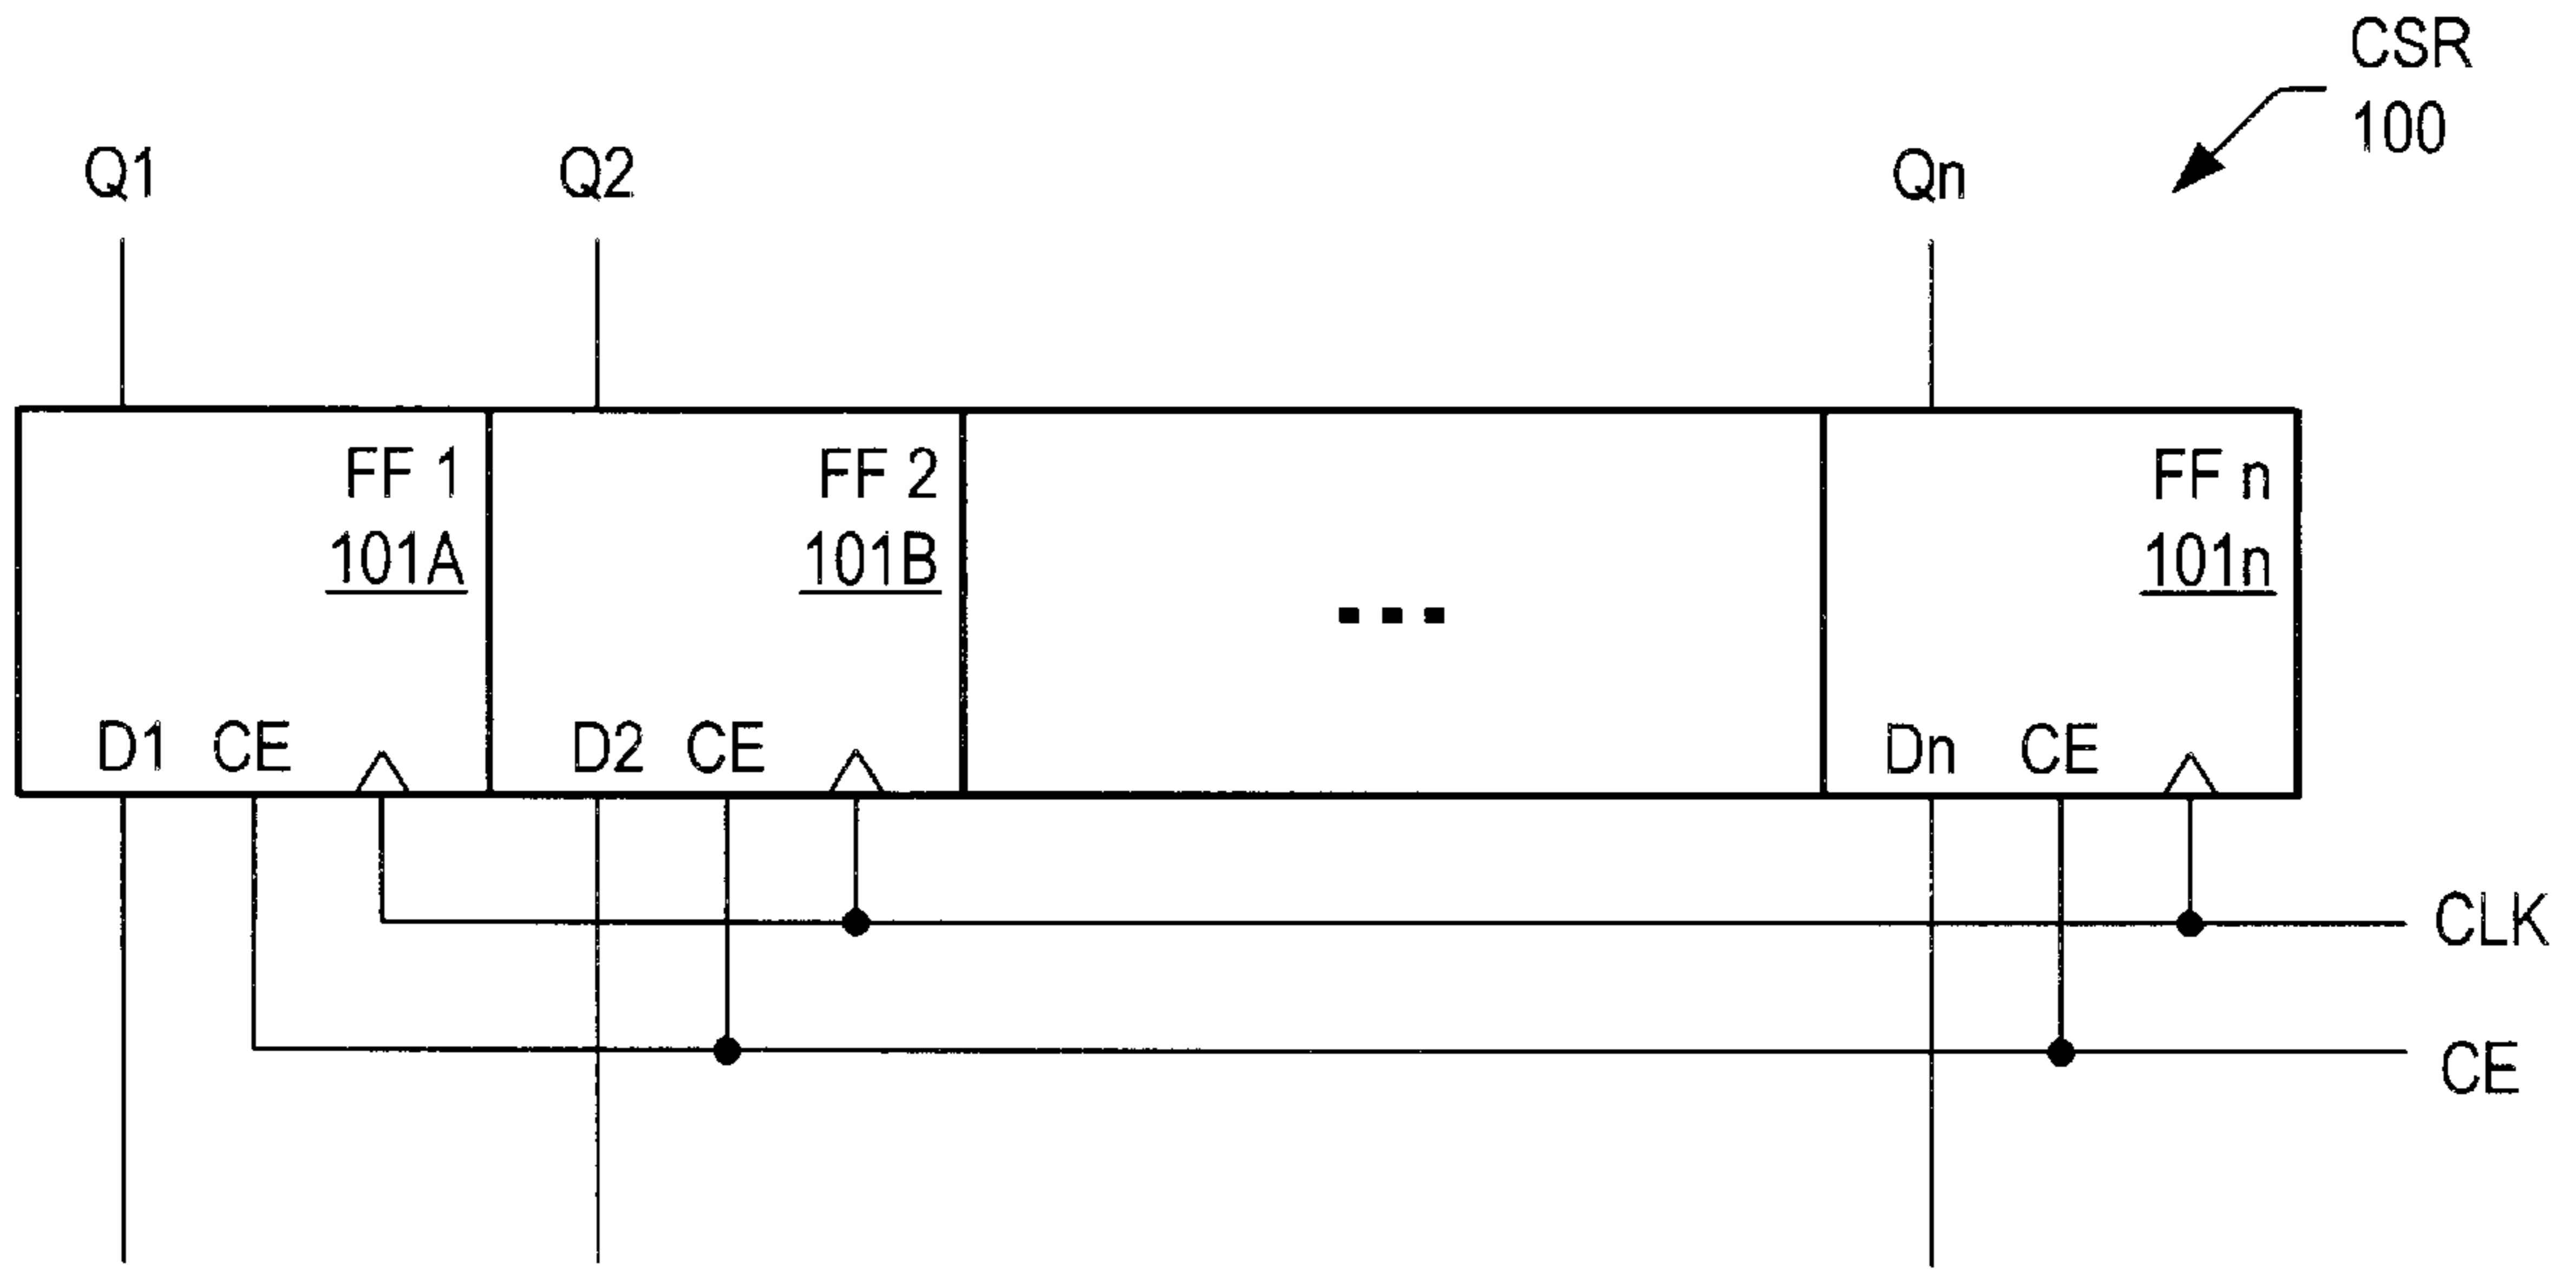 CSR
100
Q1
Q2
Qn
FF 1
101A
FF 2
101B
...
FF n
101n
D1 CE
D2 CE
Dn CE
CLK
CE